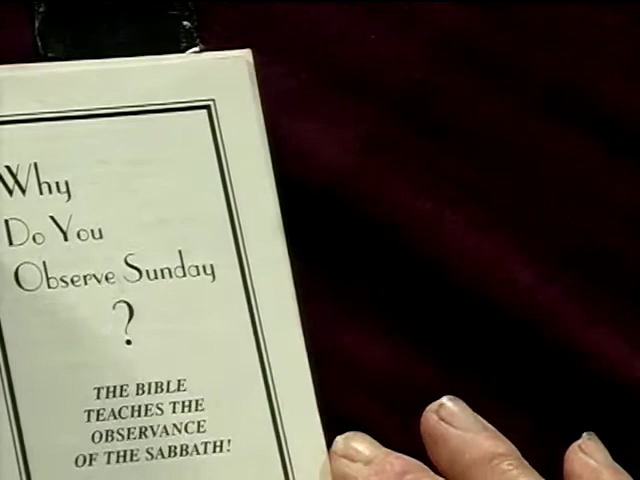 Why
Do You
Observe Sunday
?
THE BIBLE
TEACHES THE
OBSERVANCE
OF THE SABBATH!